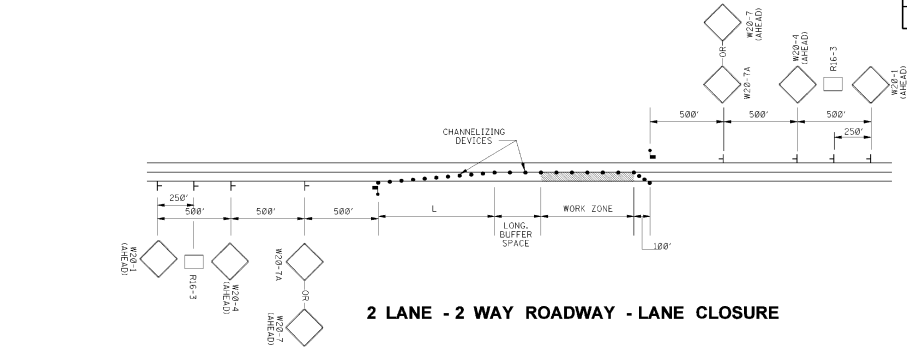 W20-7
(AHEAD)
OR
W20-7A
W20-4
(AHEAD)
R16-3
W20-1
(AHEAD)
500'
500'
500'
250'
CHANNELIZING
DEVICES
250'
500'
500'
500'
L
LONG.
BUFFER
SPACE
WORK ZONE
100'
W20-1
(AHEAD)
R16-3
W20-4
(AHEAD)
W20-7A
OR
W20-7
(AHEAD)
2 LANE - 2 WAY ROADWAY - LANE CLOSURE